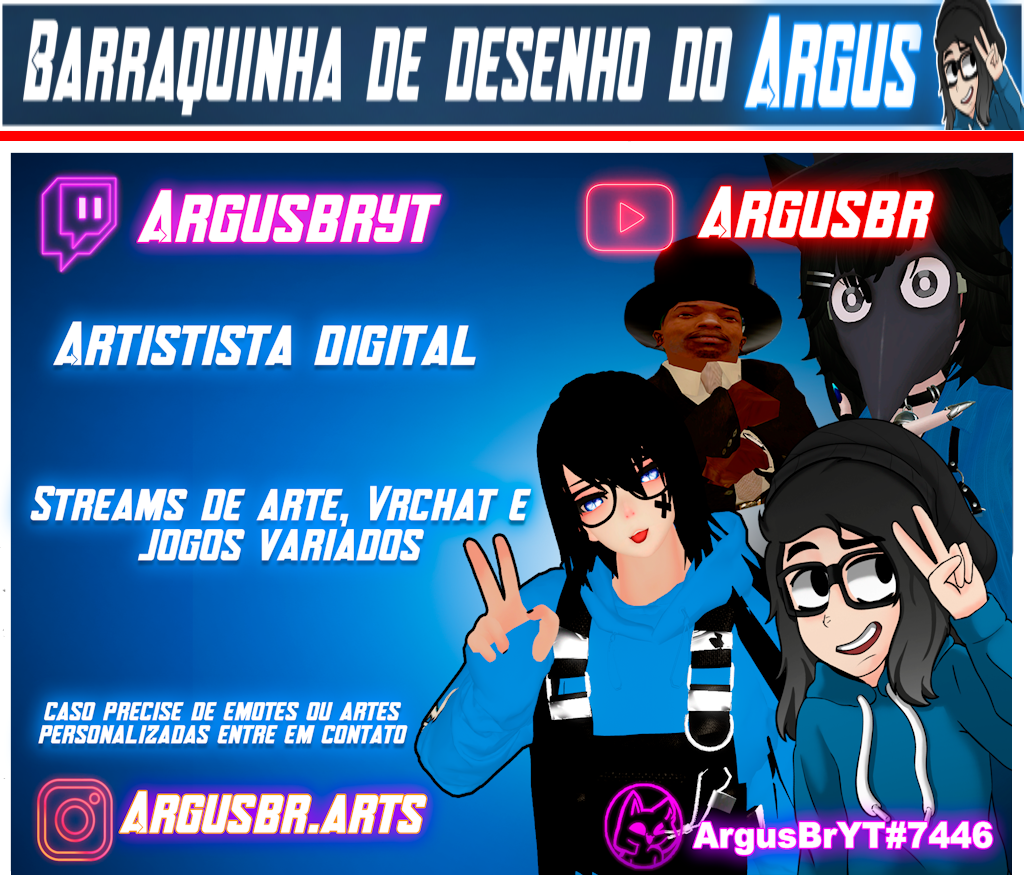 Barraquinha de desenho do Argus
Argusbryt
Argusbr
Artistista digital
Streams de arte, Vrchat e
jogos variados
caso precise de emotes ou artes
personalizadas entre em contato
Argusbr.arts
ArgusBrYT#7446